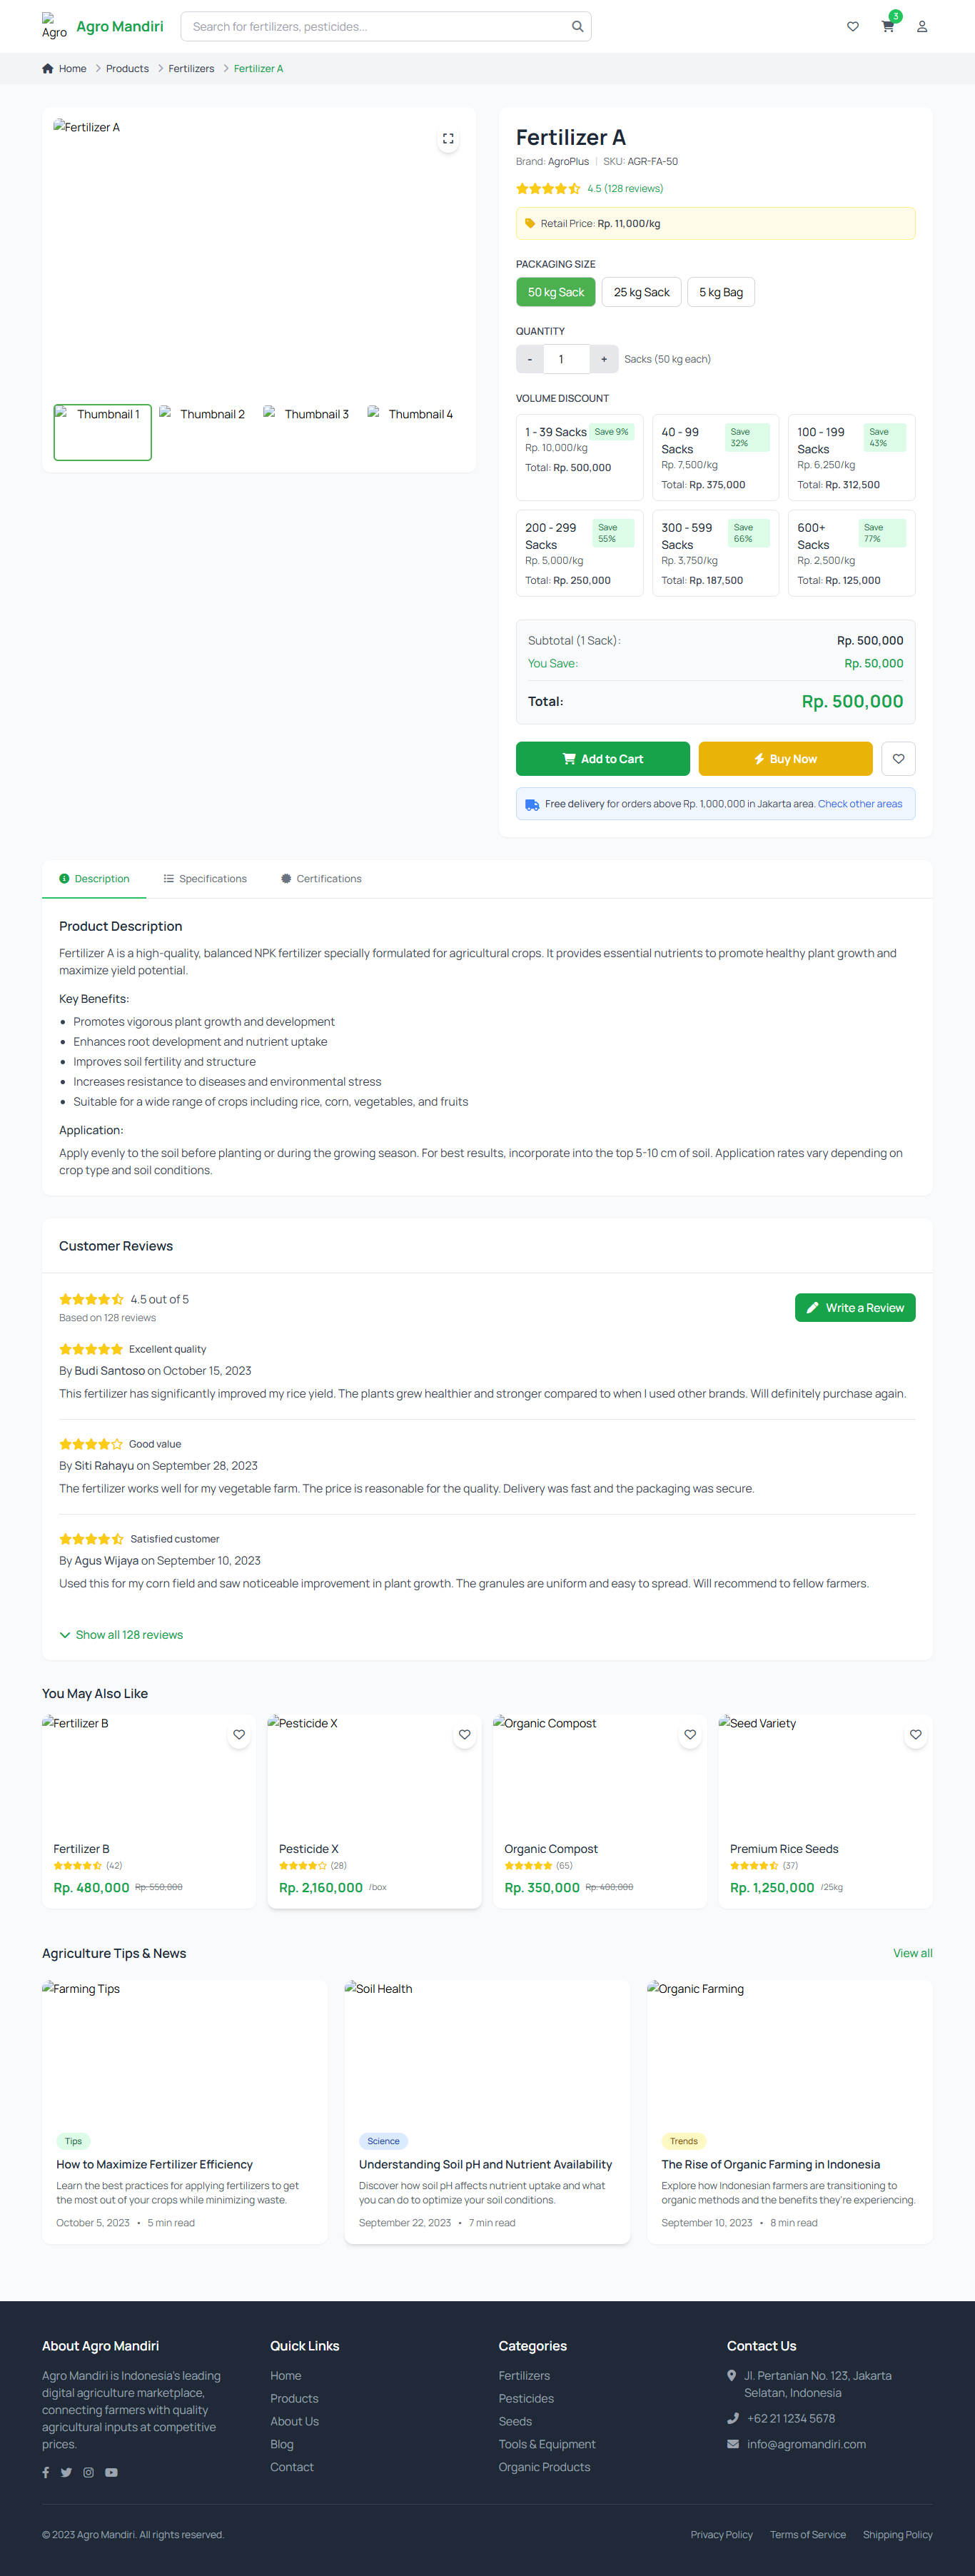 Agro
Agro Mandiri
Search for fertilizers, pesticides...
3
Home
Products
Fertilizers
Fertilizer A
Fertilizer A
Thumbnail 1
Thumbnail 2
Thumbnail 3
Thumbnail 4
Fertilizer A
Brand: AgroPlus | SKU: AGR-FA-50
4.5 (128 reviews)
Retail Price: Rp. 11,000/kg
PACKAGING SIZE
50 kg Sack
25 kg Sack
5 kg Bag
QUANTITY
- 1 + Sacks (50 kg each)
VOLUME DISCOUNT
1 - 39 Sacks
Save 9%
Rp. 10,000/kg
Total: Rp. 500,000
40 - 99
Sacks
Save
32%
Rp. 7,500/kg
Total: Rp. 375,000
100 - 199
Sacks
Save
43%
Rp. 6,250/kg
Total: Rp. 312,500
200 - 299
Sacks
Save
55%
Rp. 5,000/kg
Total: Rp. 250,000
300 - 599
Sacks
Save
66%
Rp. 3,750/kg
Total: Rp. 187,500
600+
Sacks
Save
77%
Rp. 2,500/kg
Total: Rp. 125,000
Subtotal (1 Sack): Rp. 500,000
You Save: Rp. 50,000
Total: Rp. 500,000
Add to Cart
Buy Now
Free delivery for orders above Rp. 1,000,000 in Jakarta area. Check other areas
Description
Specifications
Certifications
Product Description
Fertilizer A is a high-quality, balanced NPK fertilizer specially formulated for agricultural crops. It provides essential nutrients to promote healthy plant growth and
maximize yield potential.
Key Benefits:
• Promotes vigorous plant growth and development
• Enhances root development and nutrient uptake
• Improves soil fertility and structure
• Increases resistance to diseases and environmental stress
• Suitable for a wide range of crops including rice, corn, vegetables, and fruits
Application:
Apply evenly to the soil before planting or during the growing season. For best results, incorporate into the top 5-10 cm of soil. Application rates vary depending on
crop type and soil conditions.
Customer Reviews
4.5 out of 5
Based on 128 reviews
Write a Review
Excellent quality
By Budi Santoso on October 15, 2023
This fertilizer has significantly improved my rice yield. The plants grew healthier and stronger compared to when I used other brands. Will definitely purchase again.
Good value
By Siti Rahayu on September 28, 2023
The fertilizer works well for my vegetable farm. The price is reasonable for the quality. Delivery was fast and the packaging was secure.
Satisfied customer
By Agus Wijaya on September 10, 2023
Used this for my corn field and saw noticeable improvement in plant growth. The granules are uniform and easy to spread. Will recommend to fellow farmers.
Show all 128 reviews
You May Also Like
Fertilizer B
Fertilizer B
(42)
Rp. 480,000 Rp. 550,000
Pesticide X
Pesticide X
(28)
Rp. 2,160,000 /box
Organic Compost
Organic Compost
(65)
Rp. 350,000 Rp. 400,000
Seed Variety
Premium Rice Seeds
(37)
Rp. 1,250,000 /25kg
Agriculture Tips & News
View all
Farming Tips
Tips
How to Maximize Fertilizer Efficiency
Learn the best practices for applying fertilizers to get
the most out of your crops while minimizing waste.
October 5, 2023 • 5 min read
Soil Health
Science
Understanding Soil pH and Nutrient Availability
Discover how soil pH affects nutrient uptake and what
you can do to optimize your soil conditions.
September 22, 2023 • 7 min read
Organic Farming
Trends
The Rise of Organic Farming in Indonesia
Explore how Indonesian farmers are transitioning to
organic methods and the benefits they're experiencing.
September 10, 2023 • 8 min read
About Agro Mandiri
Agro Mandiri is Indonesia's leading
digital agriculture marketplace,
connecting farmers with quality
agricultural inputs at competitive
prices.
Quick Links
Home
Products
About Us
Blog
Contact
Categories
Fertilizers
Pesticides
Seeds
Tools & Equipment
Organic Products
Contact Us
Jl. Pertanian No. 123, Jakarta
Selatan, Indonesia
+62 21 1234 5678
info@agromandiri.com
© 2023 Agro Mandiri. All rights reserved.
Privacy Policy
Terms of Service
Shipping Policy